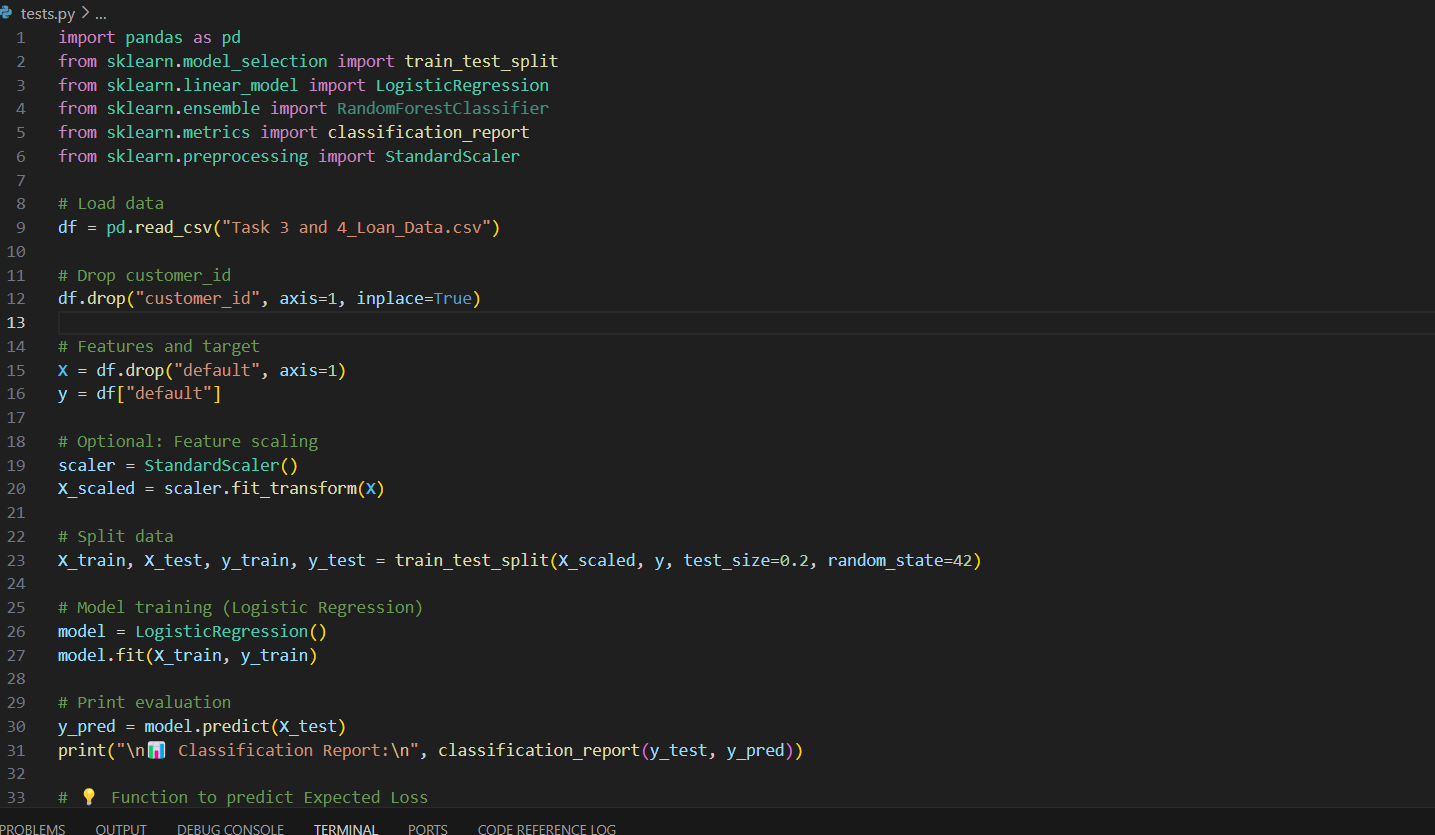 tests.py > ...
1 import pandas as pd
2 from sklearn.model_selection import train_test_split
3 from sklearn.linear_model import LogisticRegression
4 from sklearn.ensemble import RandomForestClassifier
5 from sklearn.metrics import classification_report
6 from sklearn.preprocessing import StandardScaler
7
8 # Load data
9 df = pd.read_csv("Task 3 and 4_Loan_Data.csv")
10
11 # Drop customer_id
12 df.drop("customer_id", axis=1, inplace=True)
13
14 # Features and target
15 X = df.drop("default", axis=1)
16 y = df["default"]
17
18 # Optional: Feature scaling
19 scaler = StandardScaler()
20 X_scaled = scaler.fit_transform(X)
21
22 # Split data
23 X_train, X_test, y_train, y_test = train_test_split(X_scaled, y, test_size=0.2, random_state=42)
24
25 # Model training (Logistic Regression)
26 model = LogisticRegression()
27 model.fit(X_train, y_train)
28
29 # Print evaluation
30 y_pred = model.predict(X_test)
31 print("\n📊 Classification Report:\n", classification_report(y_test, y_pred))
32
33 # 💡 Function to predict Expected Loss
PROBLEMS OUTPUT DEBUG CONSOLE TERMINAL PORTS CODE REFERENCE LOG